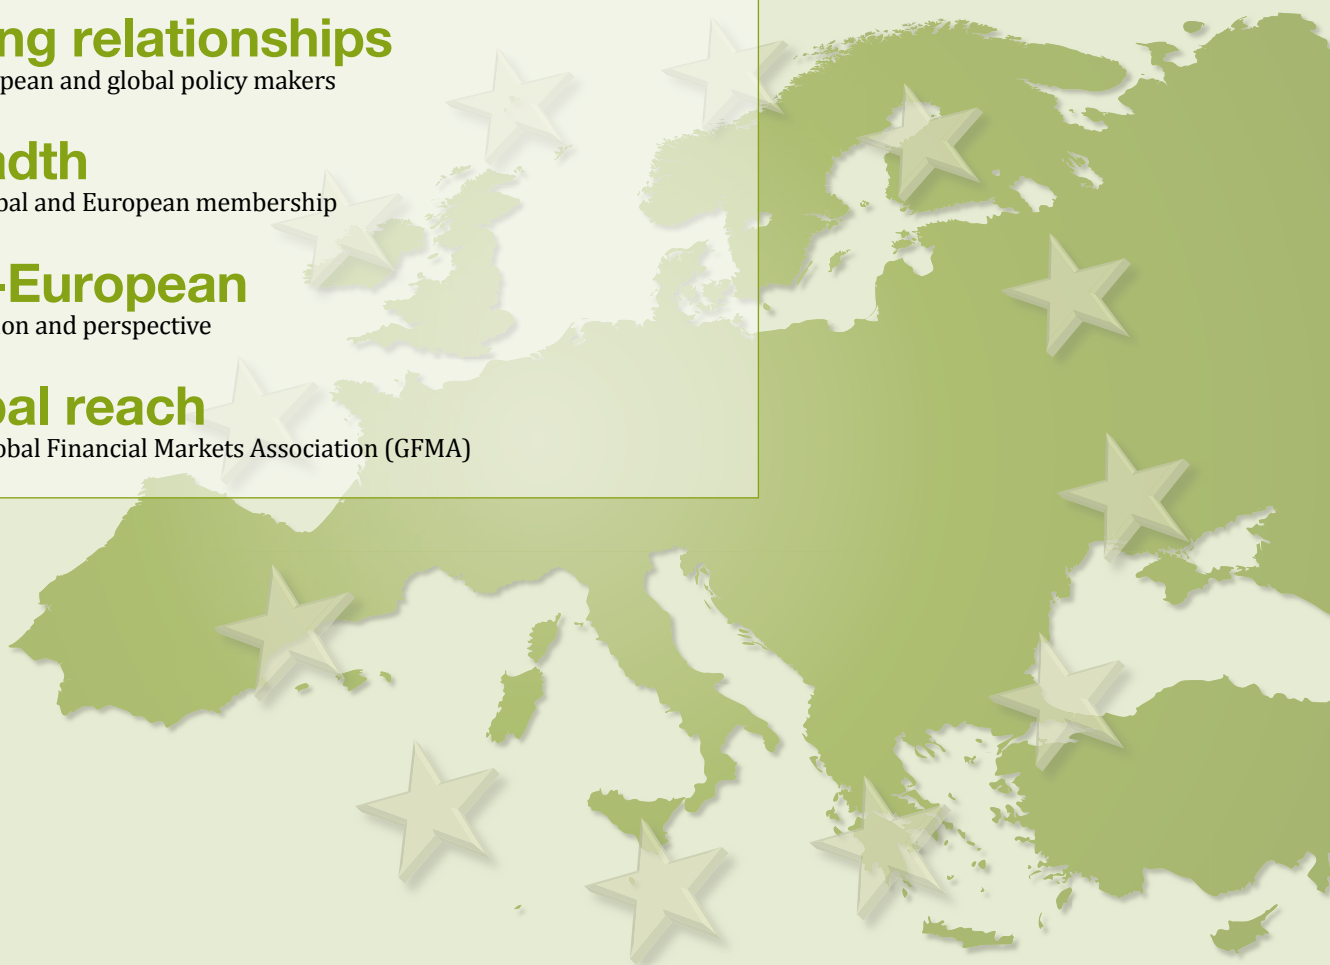 ng relationships
pean and global policy makers
adth
bal and European membership
-European
on and perspective
bal reach
obal Financial Markets Association (GFMA)